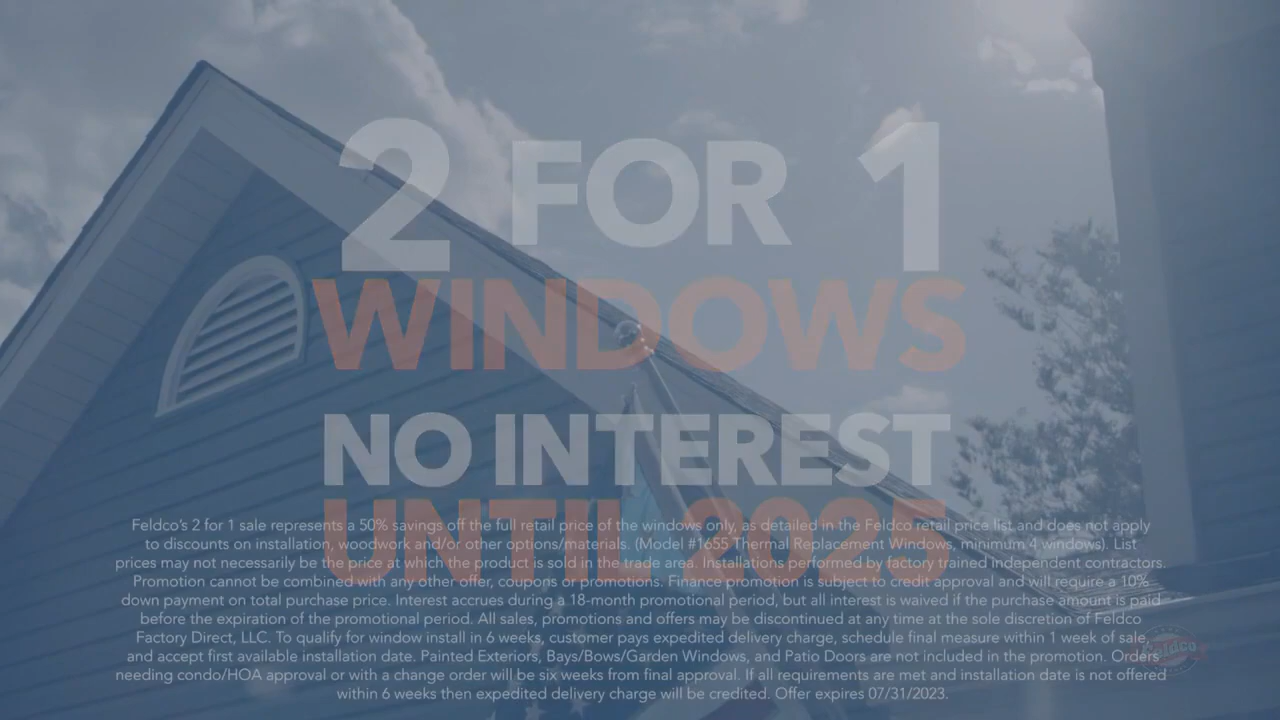 2 FOR 1
WINDOWS
NO INTEREST
UNTIL 2025
Feldco's 2 for 1 sale represents a 50% savings off the full retail price of the windows only, as detailed in the Feldco retail price list and does not apply
to discounts on installation, woodwork and/or other options/materials. (Model #1655 Thermal Replacement Windows, minimum 4 windows). List
prices may not necessarily be the price at which the product is sold in the trade area. Installations performed by factory trained independent contractors.
Promotion cannot be combined with any other offer, coupons or discounts. Financing promotion is based on credit approval and will require a 10%
down payment on total purchase price. Interest accrues during a 18-month promotional period, but all interest is waived if the purchase amount is paid
before the expiration of the promotional period. All sales, promotions and offers may be discontinued at any time at the sole discretion of Feldco
Factory Direct, LLC. To qualify for window install in 6 weeks, customer pays expedited delivery charge, schedule final measure within 1 week of sale,
and accept first available installation date. Painted Exteriors, Bays/Bows/Garden Windows, and Patio Doors are not included in the promotion. Orders
needing condo/HOA approval or with a change order will be six weeks from final approval. If all requirements are met and installation date is not offered
within 6 weeks then expedited delivery charge will be credited. Offer expires 07/31/2023.
Feldco